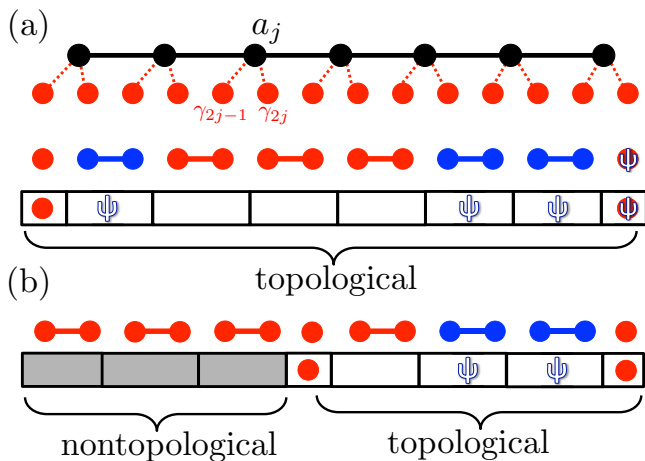 (a)
a_j
γ_{2j−1} γ_{2j}
ψ
ψ ψ ψ ψ
topological
(b)
ψ ψ
nontopological topological